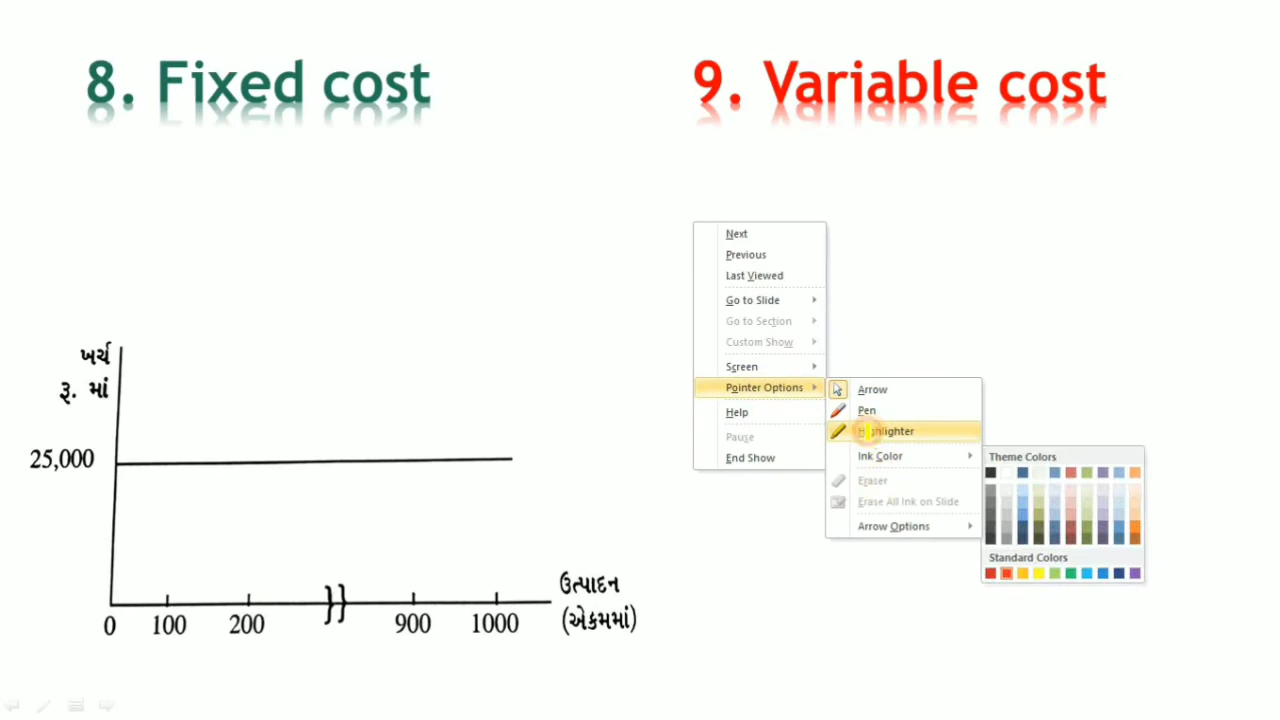 8. Fixed cost
9. Variable cost
Next
Previous
Last Viewed
Go to Slide
Go to Section
Custom Show
Screen
Pointer Options
Help
Pause
End Show
Arrow
Pen
Highlighter
Ink Color
Eraser
Erase All Ink on Slide
Arrow Options
Theme Colors
Standard Colors
ખર્ચ
રૂ. માં
25,000
0 100 200 900 1000
ઉત્પાદન
(એકમમાં)